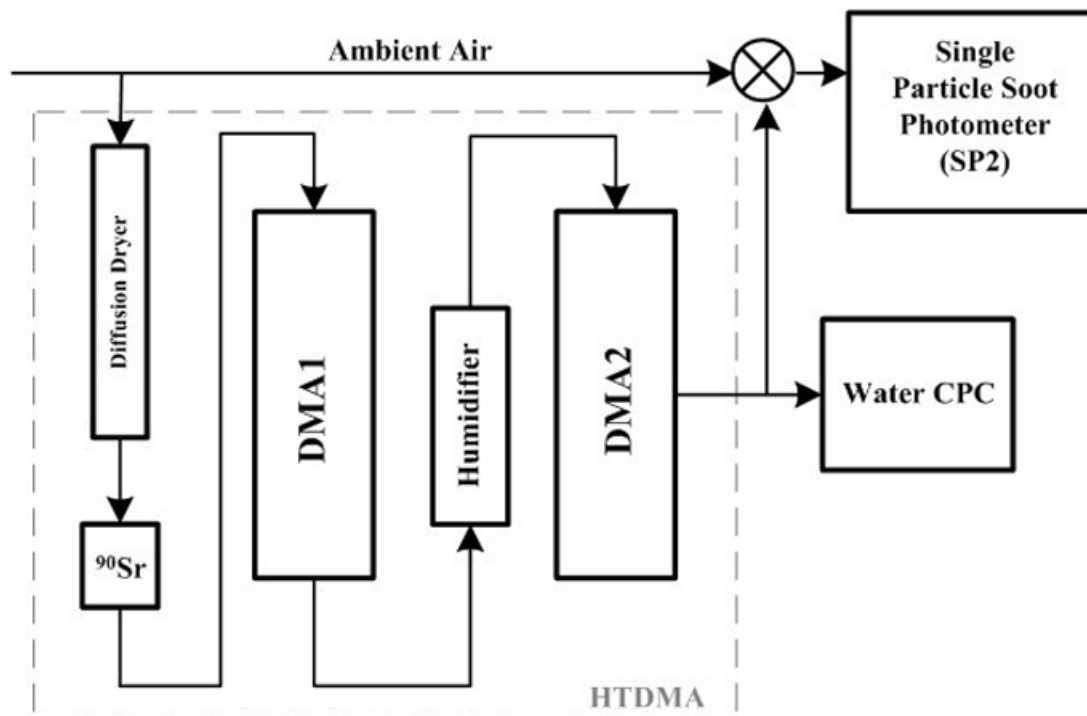 Ambient Air
Single
Particle Soot
Photometer
(SP2)
Diffusion Dryer
⁹⁰Sr
DMA1
Humidifier
DMA2
Water CPC
HTDMA